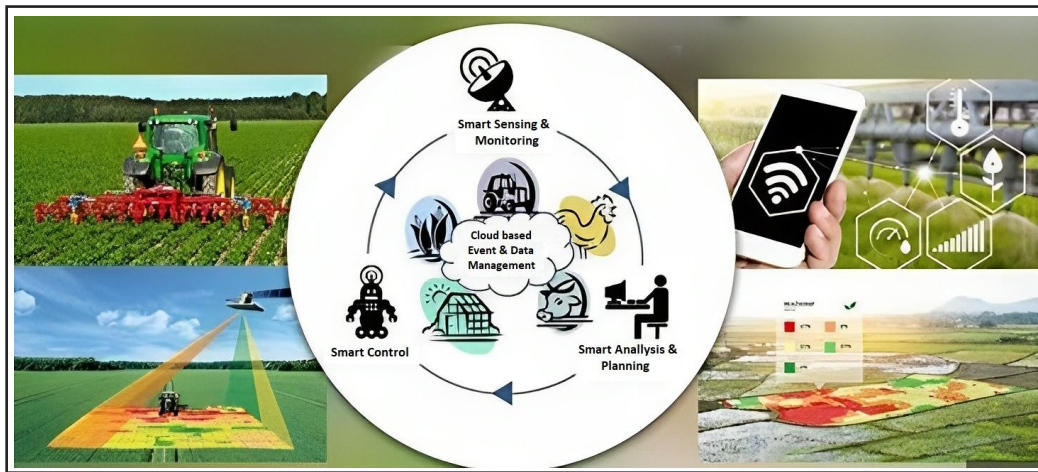 Smart Sensing &
Monitoring
Cloud based
Event & Data
Management
Smart Control
Smart Anallysis &
Planning